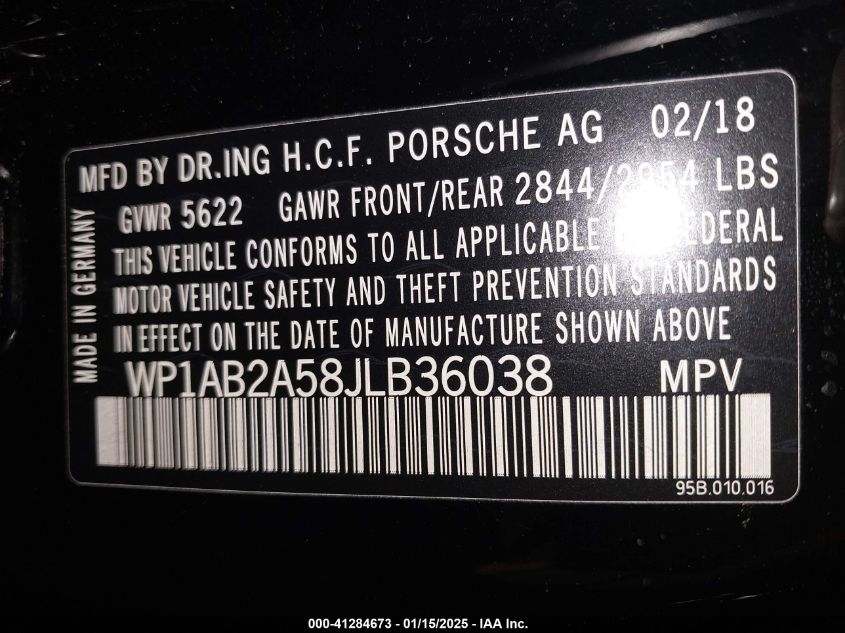 MFD BY DR.ING H.C.F. PORSCHE AG 02/18
GVWR 5622 GAWR FRONT/REAR 2844/2954 LBS
THIS VEHICLE CONFORMS TO ALL APPLICABLE FEDERAL
MOTOR VEHICLE SAFETY AND THEFT PREVENTION STANDARDS
IN EFFECT ON THE DATE OF MANUFACTURE SHOWN ABOVE
MADE IN GERMANY
WP1AB2A58JLB36038 MPV
95B.010.016
000-41284673 - 01/15/2025 - IAA Inc.